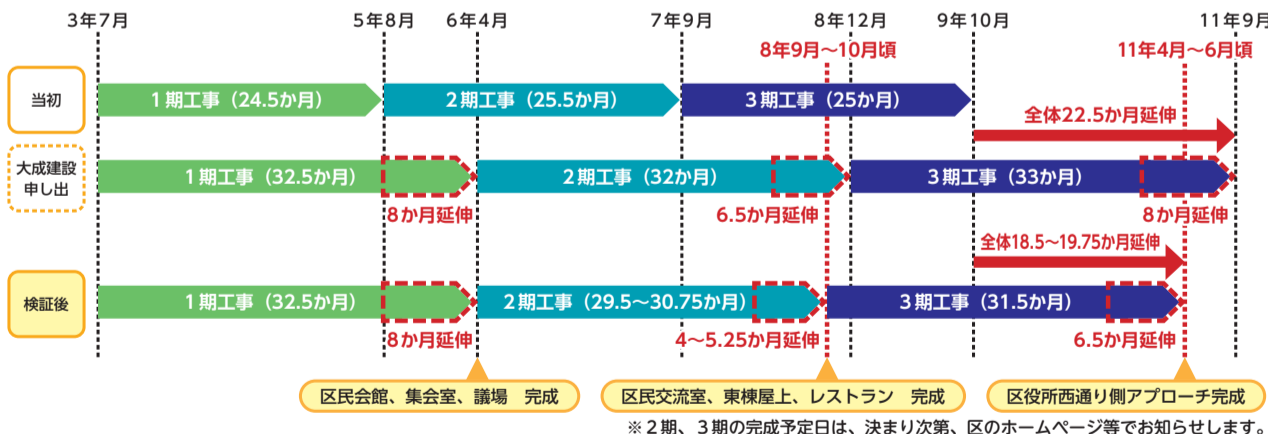 3年7月 5年8月 6年4月 7年9月 8年12月 9年10月 11年9月
8年9月~10月頃 11年4月~6月頃
当初
1期工事(24.5か月) 2期工事(25.5か月) 3期工事(25か月)
全体22.5か月延伸
大成建設
申し出
1期工事(32.5か月) 2期工事(32か月) 3期工事(33か月)
8か月延伸 6.5か月延伸 8か月延伸
全体18.5~19.75か月延伸
検証後
1期工事(32.5か月) 2期工事(29.5~30.75か月) 3期工事(31.5か月)
8か月延伸 4~5.25か月延伸 6.5か月延伸
区民会館、集会室、議場 完成 区民交流室、東棟屋上、レストラン 完成 区役所西通り側アプローチ完成
※2期、3期の完成予定日は、決まり次第、区のホームページ等でお知らせします。